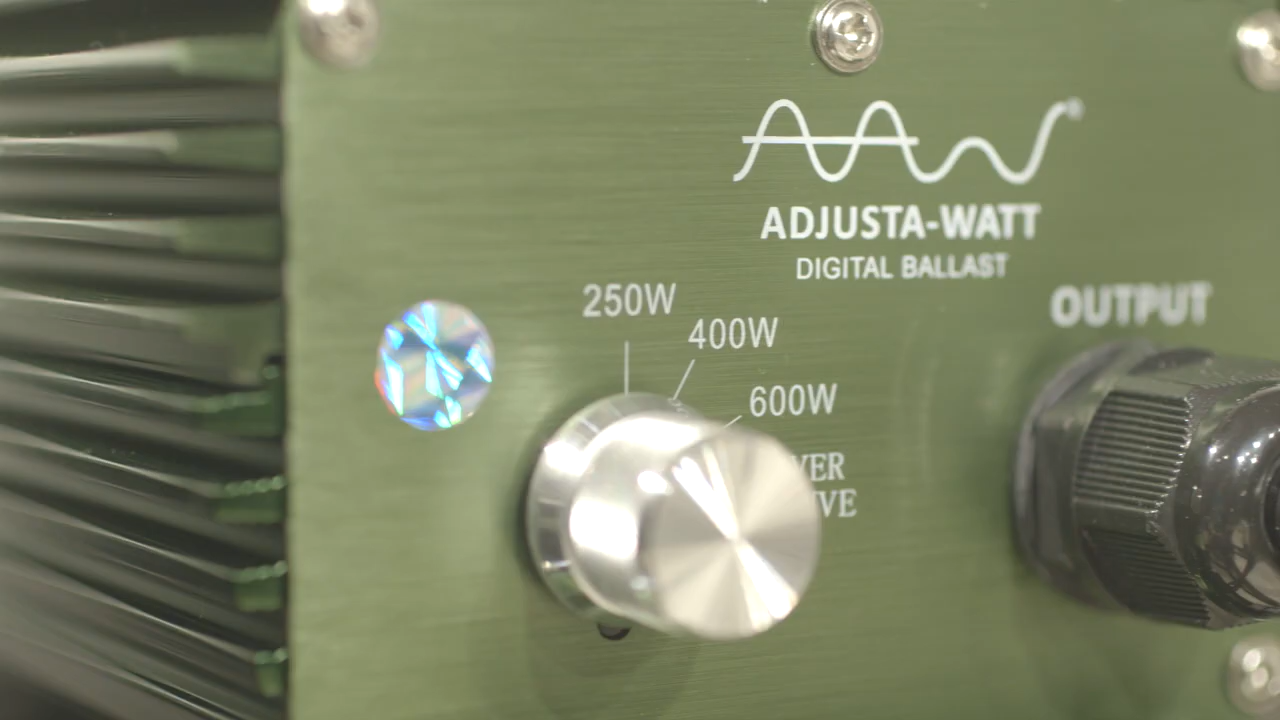 ADJUSTA-WATT
DIGITAL BALLAST
250W
OUTPUT
400W
600W